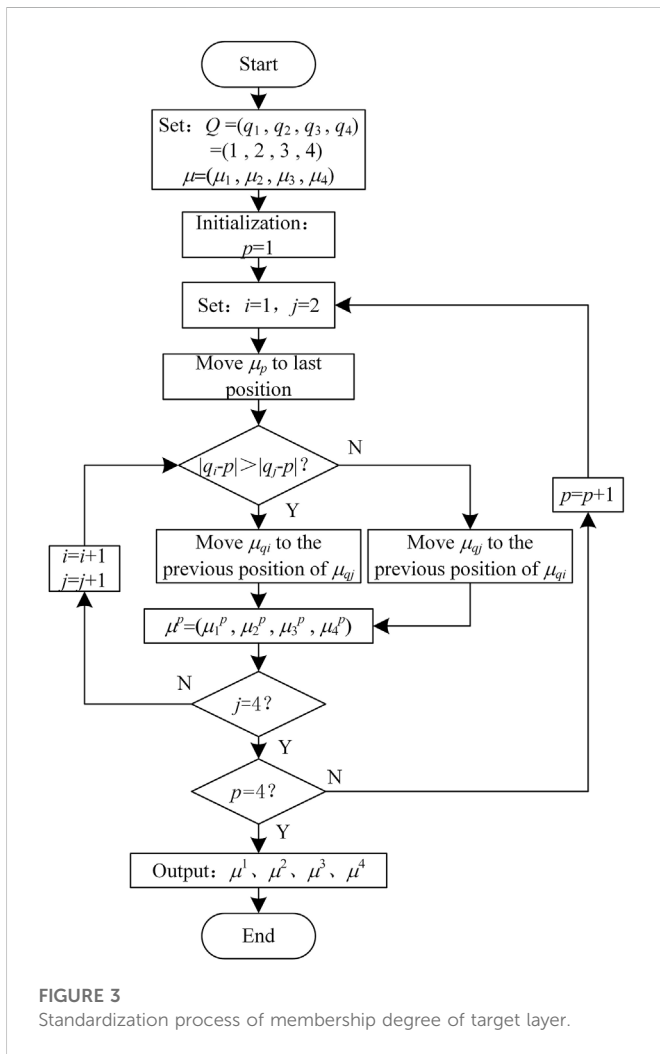 Start
Set: Q =(q₁ , q₂ , q₃ , q₄)
=(1 , 2 , 3 , 4)
μ=(μ₁ , μ₂ , μ₃ , μ₄)
Initialization:
p=1
Set: i=1, j=2
Move μₚ to last
position
|qᵢ-p|>|qⱼ-p|?
N
Y
p=p+1
i=i+1
j=j+1
Move μqi to the
previous position of μqj
Move μqj to the
previous position of μqi
μᵖ=(μ₁ᵖ , μ₂ᵖ , μ₃ᵖ , μ₄ᵖ)
N
j=4?
Y
p=4?
N
Y
Output: μ¹、μ²、μ³、μ⁴
End
FIGURE 3
Standardization process of membership degree of target layer.